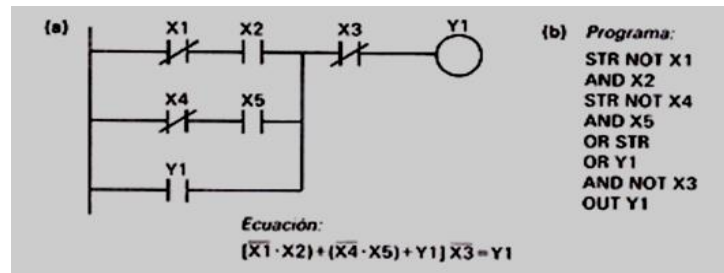 (a)
X1 X2 X3 Y1
X4 X5
Y1
Ecuación:
[X̅1̅·X2)+(X̅4̅·X5)+Y1] X̅3̅=Y1
(b) Programa:
STR NOT X1
AND X2
STR NOT X4
AND X5
OR STR
OR Y1
AND NOT X3
OUT Y1